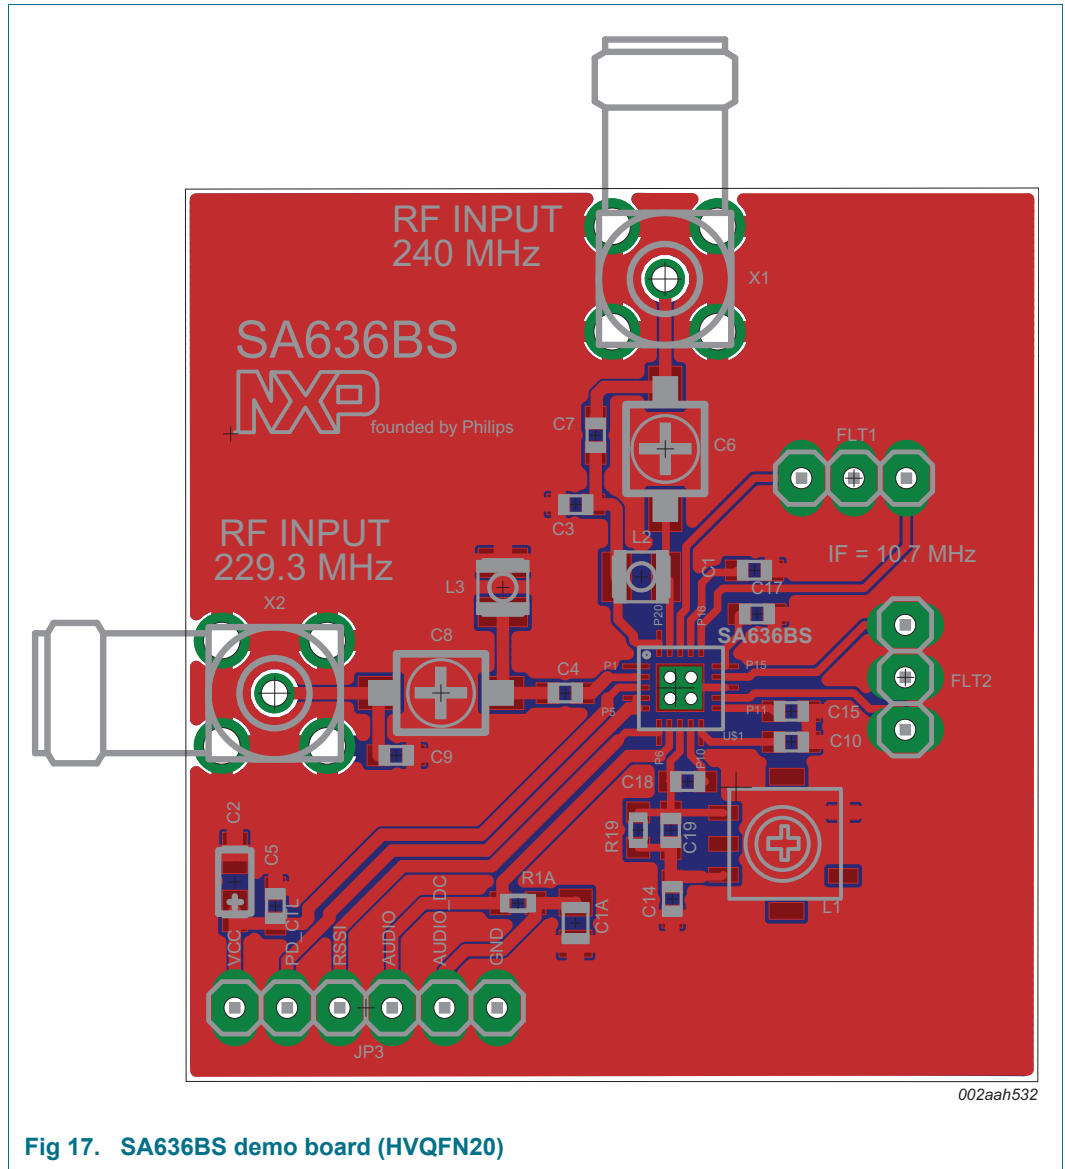 RF INPUT
240 MHz
X1
SA636BS
NXP
founded by Philips
C7
C6
FLT1
C3
RF INPUT
229.3 MHz
L2
IF = 10.7 MHz
C1
C17
L3
X2
P20
P16
SA636BS
C8
C4
P1
P15
FLT2
P5
P11
C15
U$1
C10
C9
P6
P10
C18
C2
R19
C19
C5
R1A
C14
C1A
L1
VCC
PD_CTL
RSSI
AUDIO
AUDIO_DC
GND
JP3
002aah532
Fig 17. SA636BS demo board (HVQFN20)